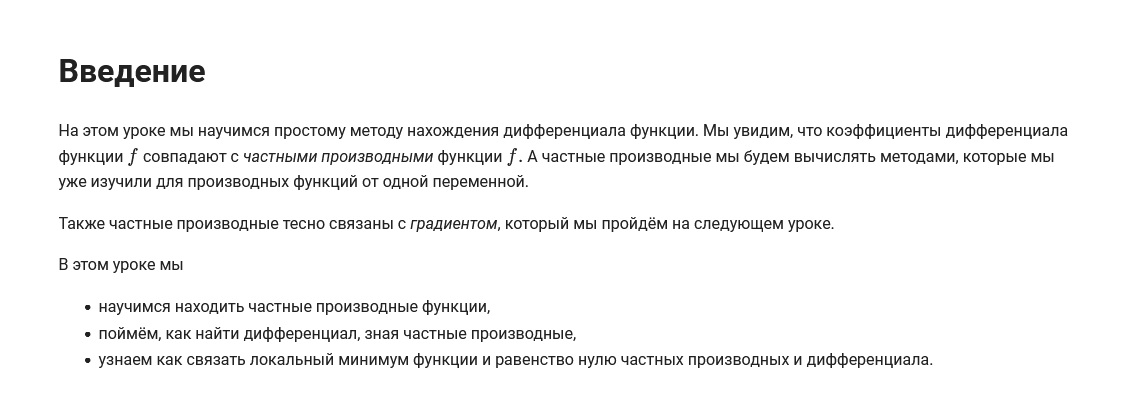 Введение
На этом уроке мы научимся простому методу нахождения дифференциала функции. Мы увидим, что коэффициенты дифференциала
функции f совпадают с частными производными функции f. А частные производные мы будем вычислять методами, которые мы
уже изучили для производных функций от одной переменной.
Также частные производные тесно связаны с градиентом, который мы пройдём на следующем уроке.
В этом уроке мы
• научимся находить частные производные функции,
• поймём, как найти дифференциал, зная частные производные,
• узнаем как связать локальный минимум функции и равенство нулю частных производных и дифференциала.